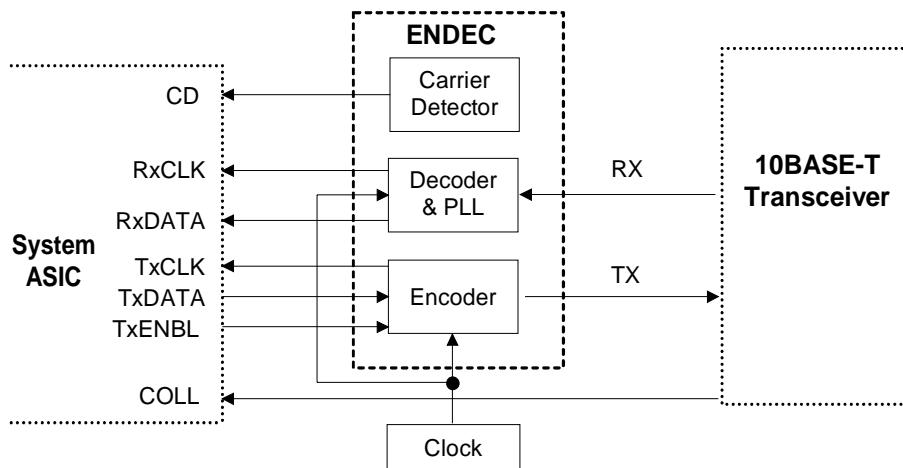 ENDEC
Carrier
Detector
CD
RxCLK
Decoder
& PLL
RX
10BASE-T
Transceiver
RxDATA
System
ASIC
TxCLK
TxDATA
Encoder
TX
TxENBL
COLL
Clock